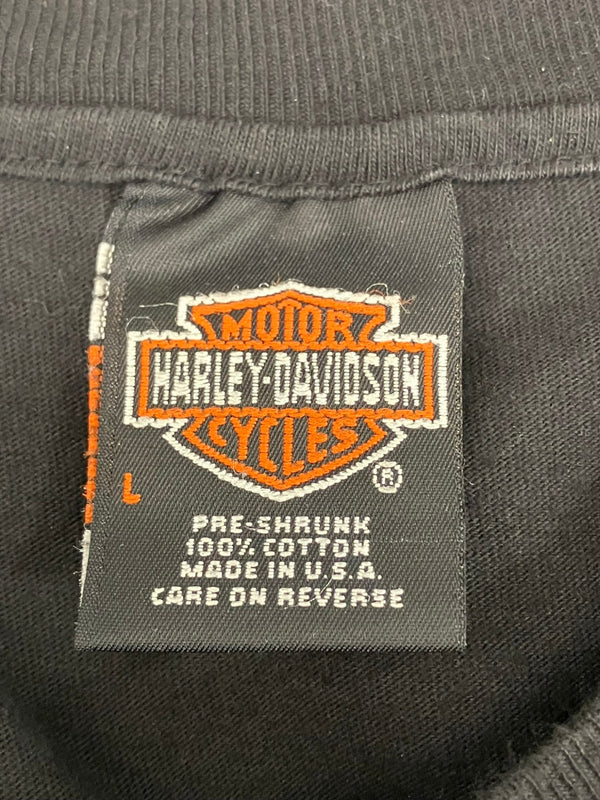 MOTOR
HARLEY-DAVIDSON
CYCLES
®
L
PRE-SHRUNK
100% COTTON
MADE IN U.S.A.
CARE ON REVERSE